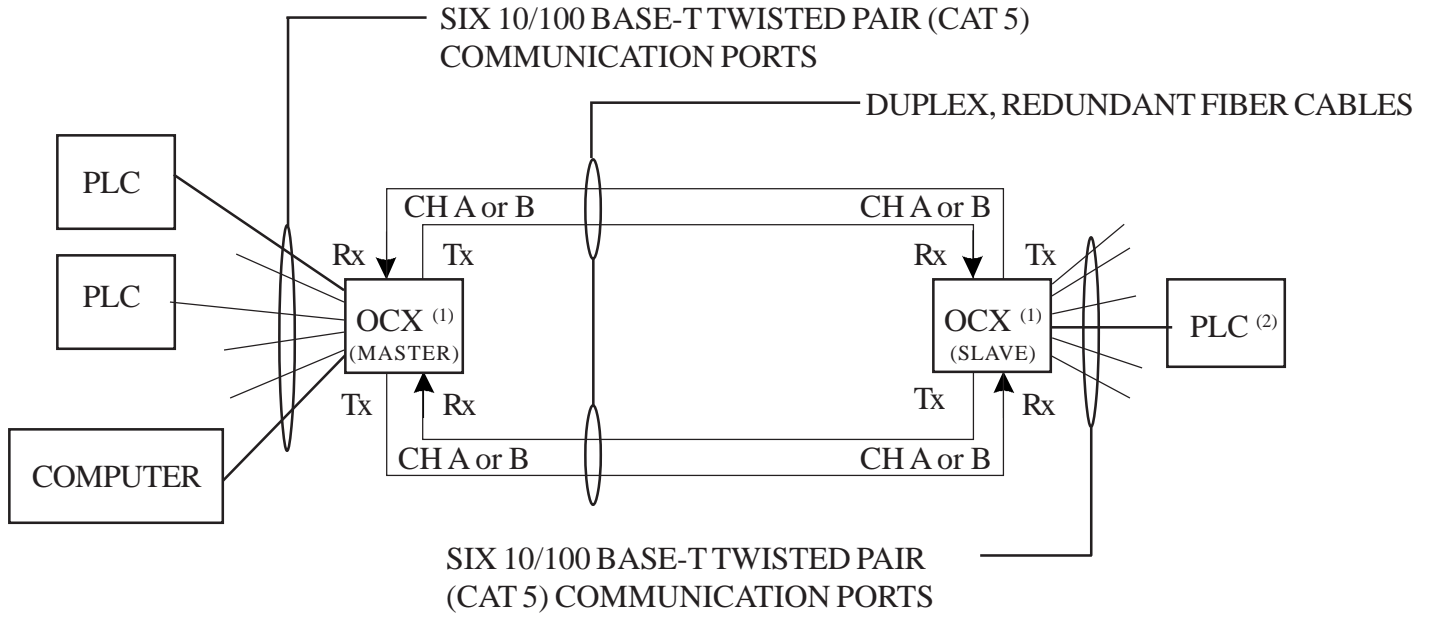 SIX 10/100 BASE-T TWISTED PAIR (CAT 5)
COMMUNICATION PORTS
DUPLEX, REDUNDANT FIBER CABLES
PLC
CH A or B
CH A or B
Rx
Tx
Rx
Tx
PLC
OCX (1)
(MASTER)
OCX (1)
(SLAVE)
PLC (2)
Tx
Rx
Tx
Rx
CH A or B
CH A or B
COMPUTER
SIX 10/100 BASE-T TWISTED PAIR
(CAT 5) COMMUNICATION PORTS